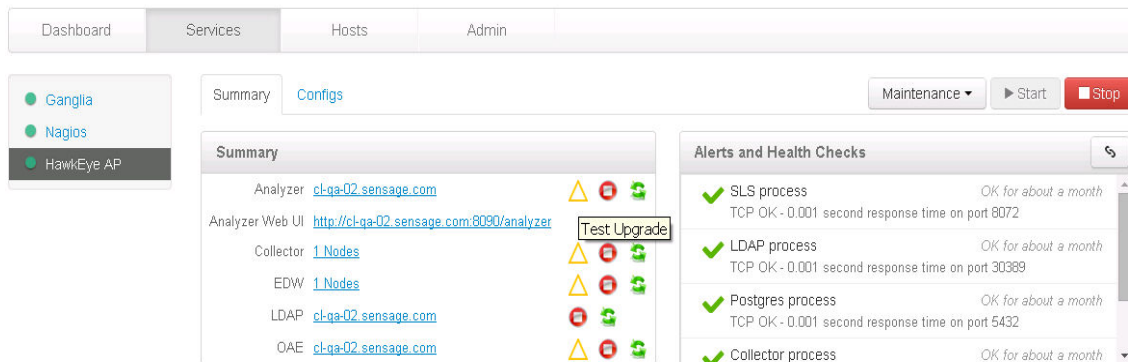 Dashboard Services Hosts Admin
Ganglia
Nagios
HawkEye AP
Summary Configs
Maintenance Start Stop
Summary
Analyzer cl-qa-02.sensage.com
Analyzer Web UI http://cl-qa-02.sensage.com:8090/analyzer
Test Upgrade
Collector 1 Nodes
EDW 1 Nodes
LDAP cl-qa-02.sensage.com
OAE cl-qa-02.sensage.com
Alerts and Health Checks
SLS process OK for about a month
TCP OK - 0.001 second response time on port 8072
LDAP process OK for about a month
TCP OK - 0.001 second response time on port 30389
Postgres process OK for about a month
TCP OK - 0.001 second response time on port 5432
Collector process OK for about a month